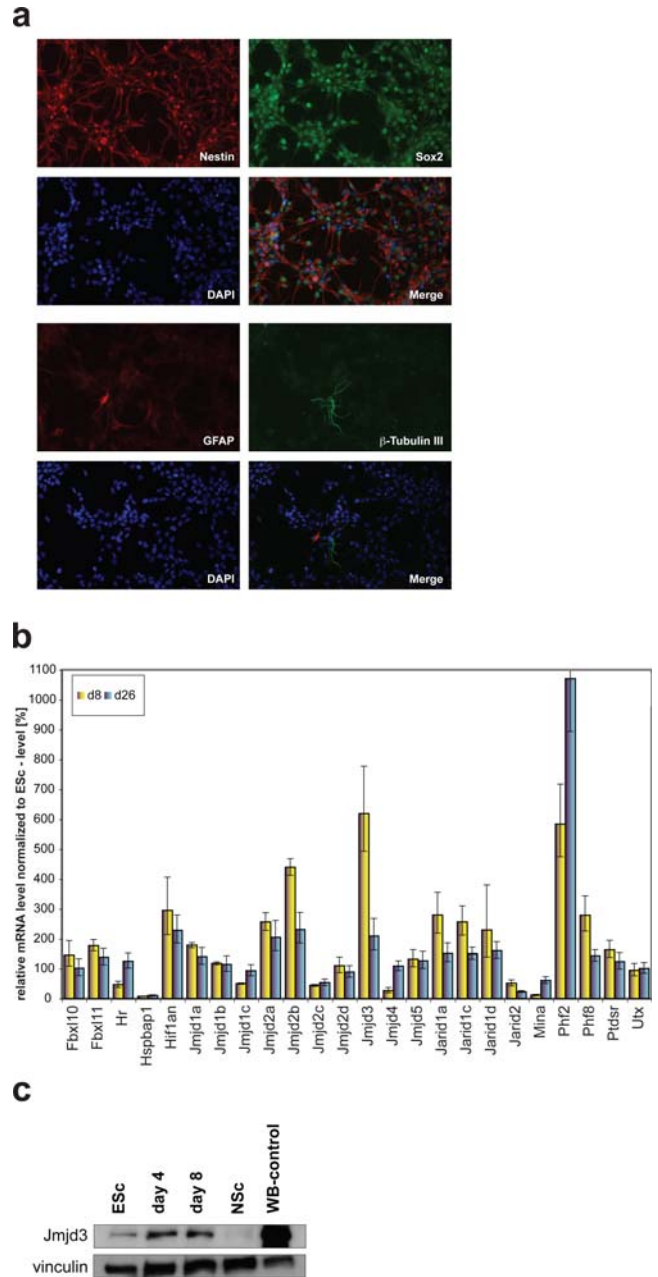 a
Nestin
Sox2
DAPI
Merge
GFAP
β-Tubulin III
DAPI
Merge
b
relative mRNA level normalized to ESc - level [%]
1100
1000
900
800
700
600
500
400
300
200
100
0
d8 d26
Fbxl10
Fbxl11
Hr
Hspbap1
Hif1an
Jmjd1a
Jmjd1b
Jmjd1c
Jmjd2a
Jmjd2b
Jmjd2c
Jmjd2d
Jmjd3
Jmjd4
Jmjd5
Jarid1a
Jarid1c
Jarid1d
Jarid2
Mina
Phf2
Phf8
Ptdsr
Utx
c
ESc
day 4
day 8
NSc
WB-control
Jmjd3
vinculin